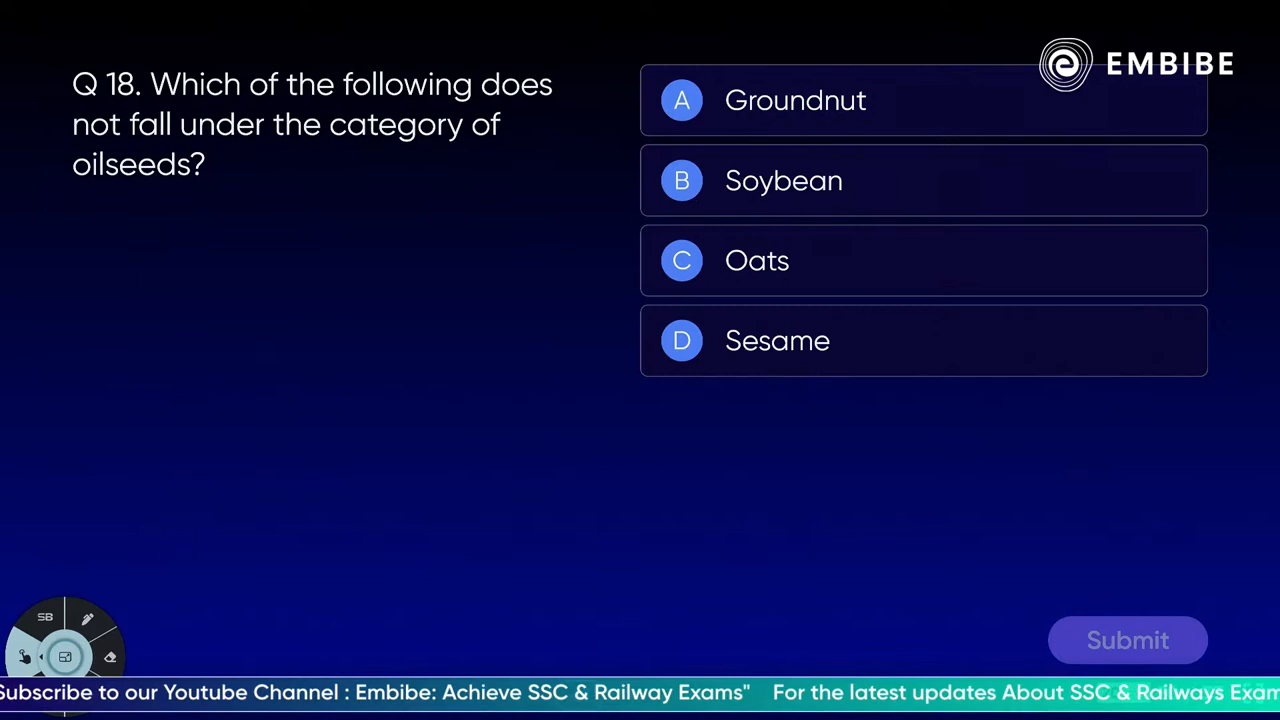 EMBIBE
Q 18. Which of the following does
not fall under the category of
oilseeds?
A Groundnut
B Soybean
C Oats
D Sesame
SB
Submit
Subscribe to our Youtube Channel : Embibe: Achieve SSC & Railway Exams" For the latest updates About SSC & Railways Exam